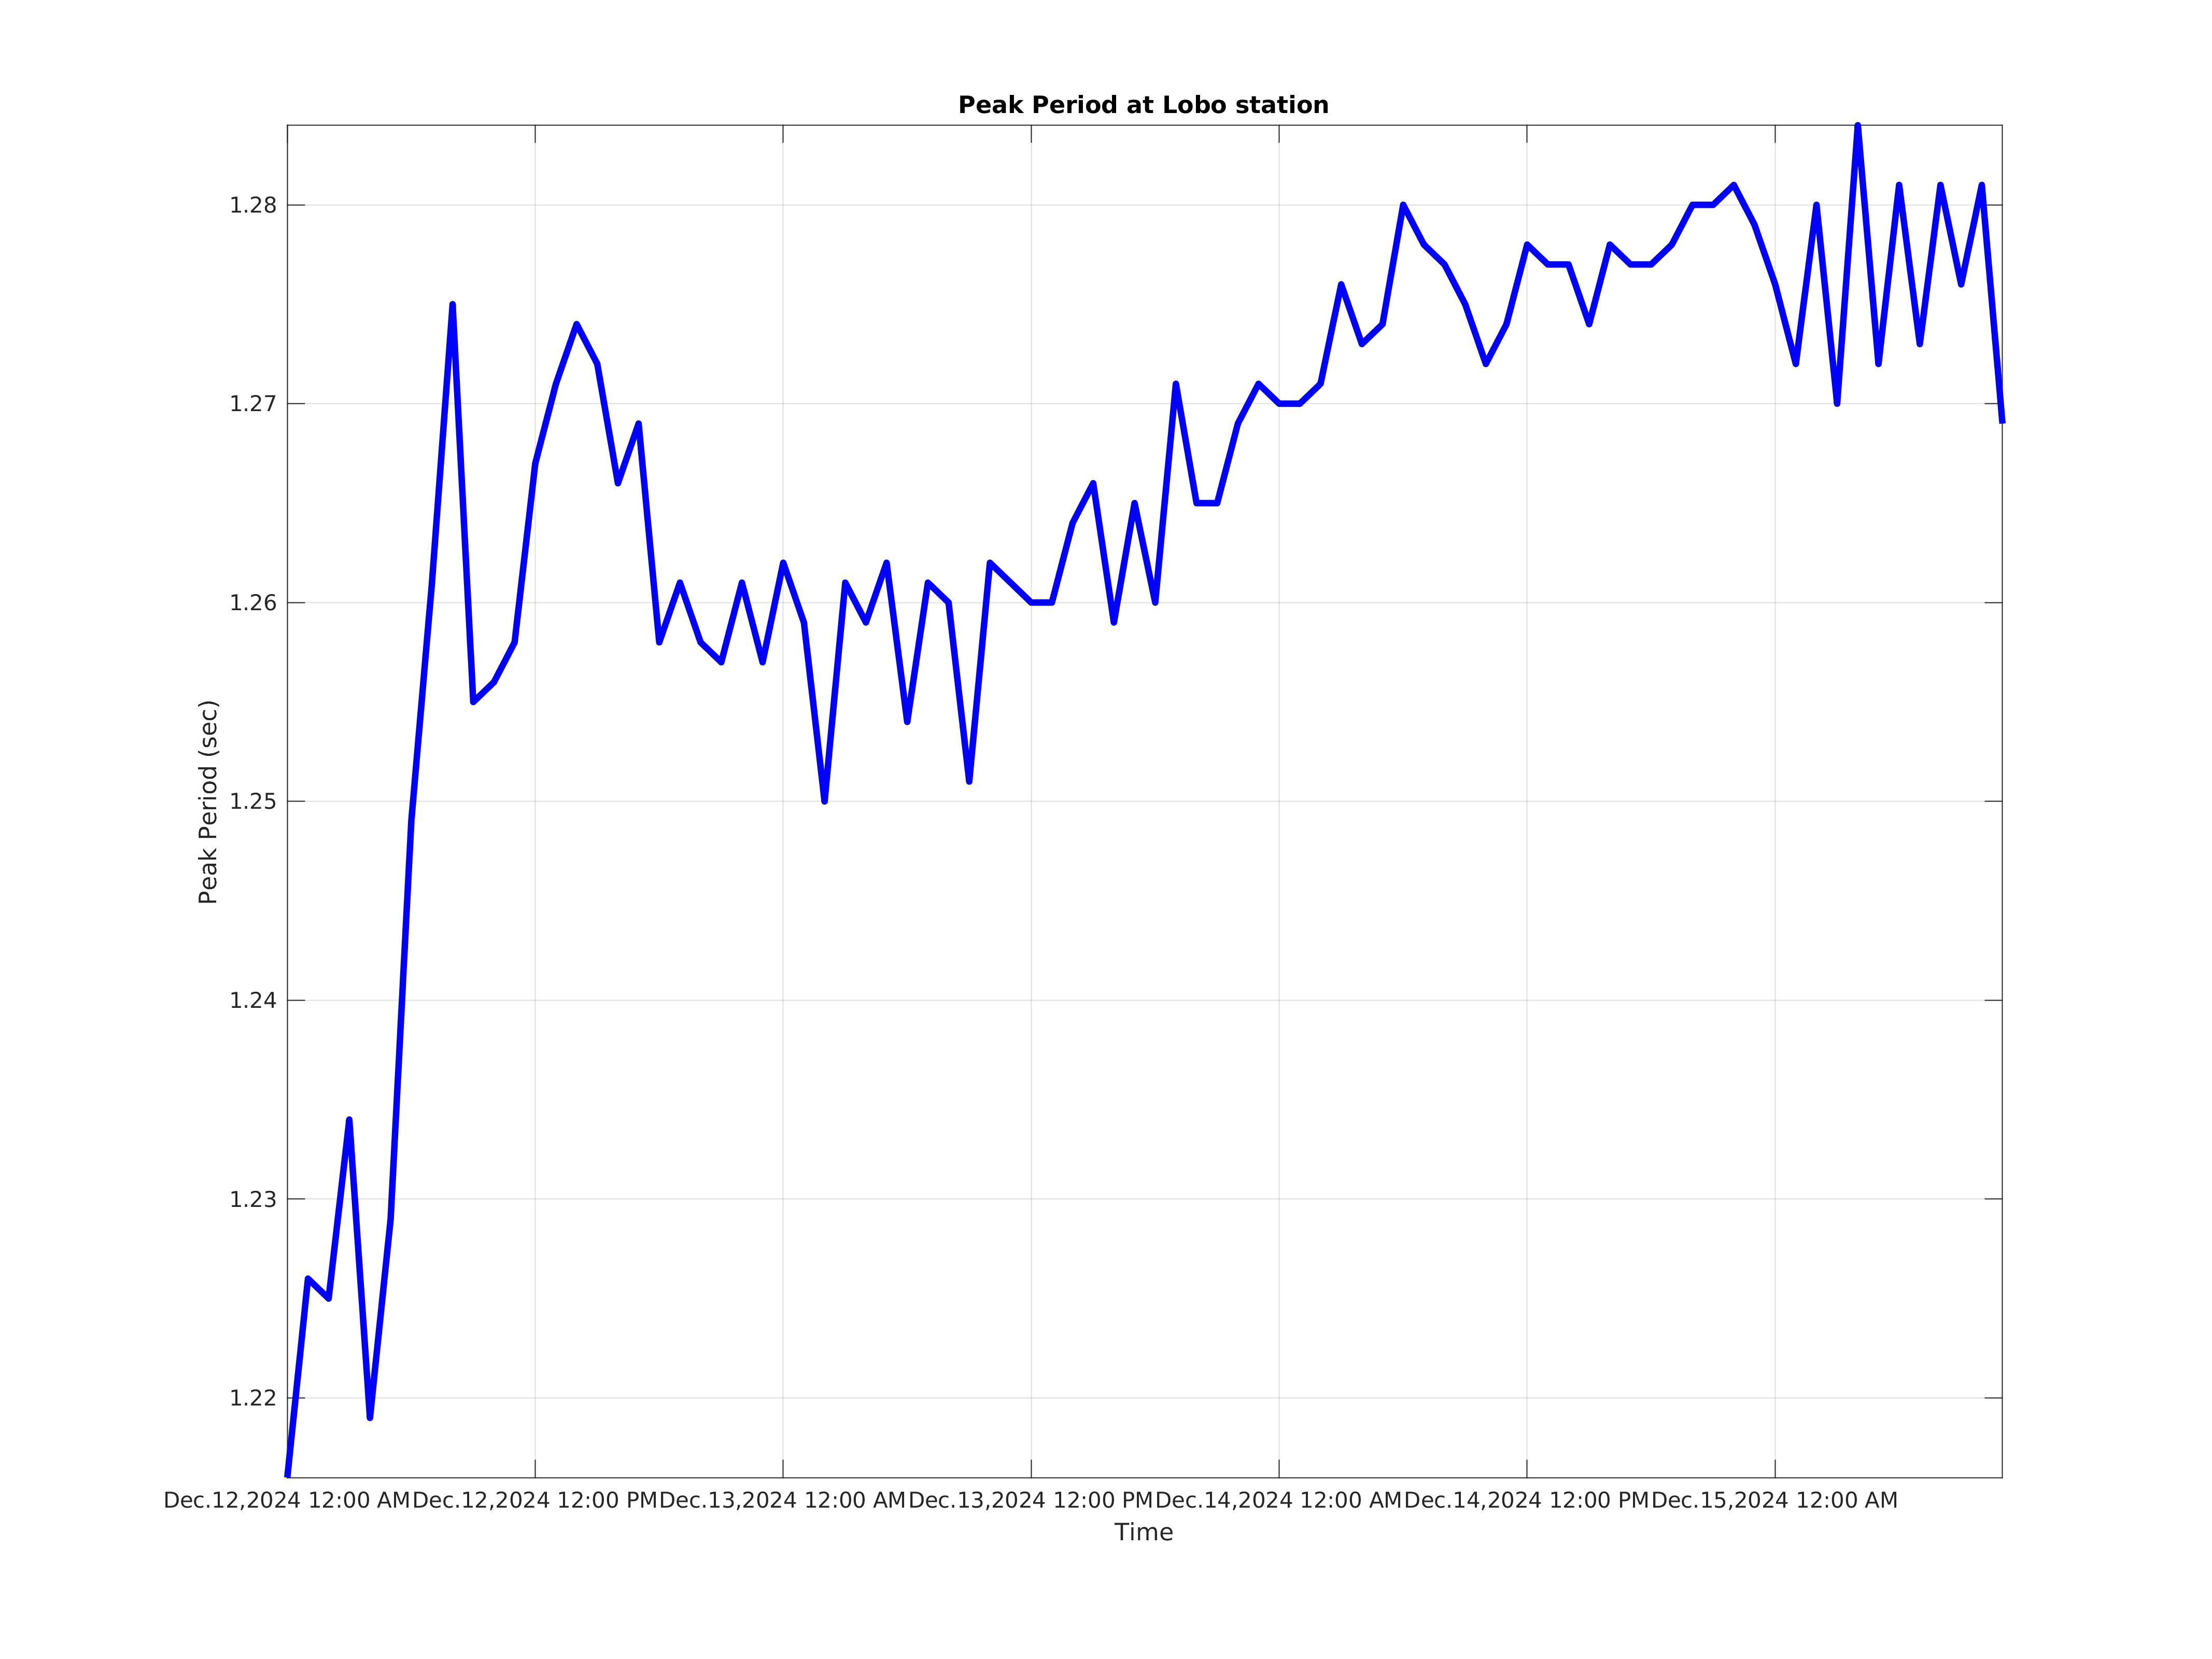 Peak Period at Lobo station
Peak Period (sec)
1.28
1.27
1.26
1.25
1.24
1.23
1.22
Dec.12,2024 12:00 AM Dec.12,2024 12:00 PM Dec.13,2024 12:00 AM Dec.13,2024 12:00 PM Dec.14,2024 12:00 AM Dec.14,2024 12:00 PM Dec.15,2024 12:00 AM
Time